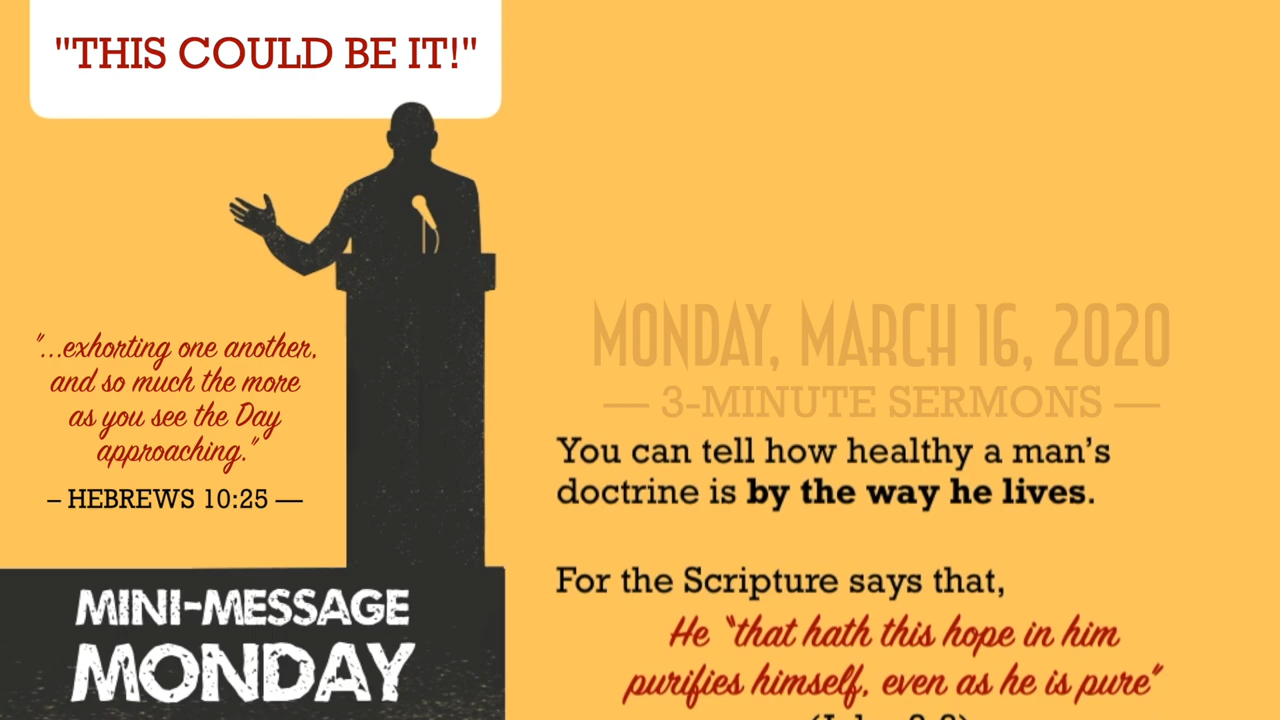 "THIS COULD BE IT!"
"...exhorting one another,
and so much the more
as you see the Day
approaching."
– HEBREWS 10:25 —
MINI-MESSAGE
MONDAY
MONDAY, MARCH 16, 2020
— 3-MINUTE SERMONS —
You can tell how healthy a man’s
doctrine is by the way he lives.
For the Scripture says that,
He “that hath this hope in him
purifies himself, even as he is pure”